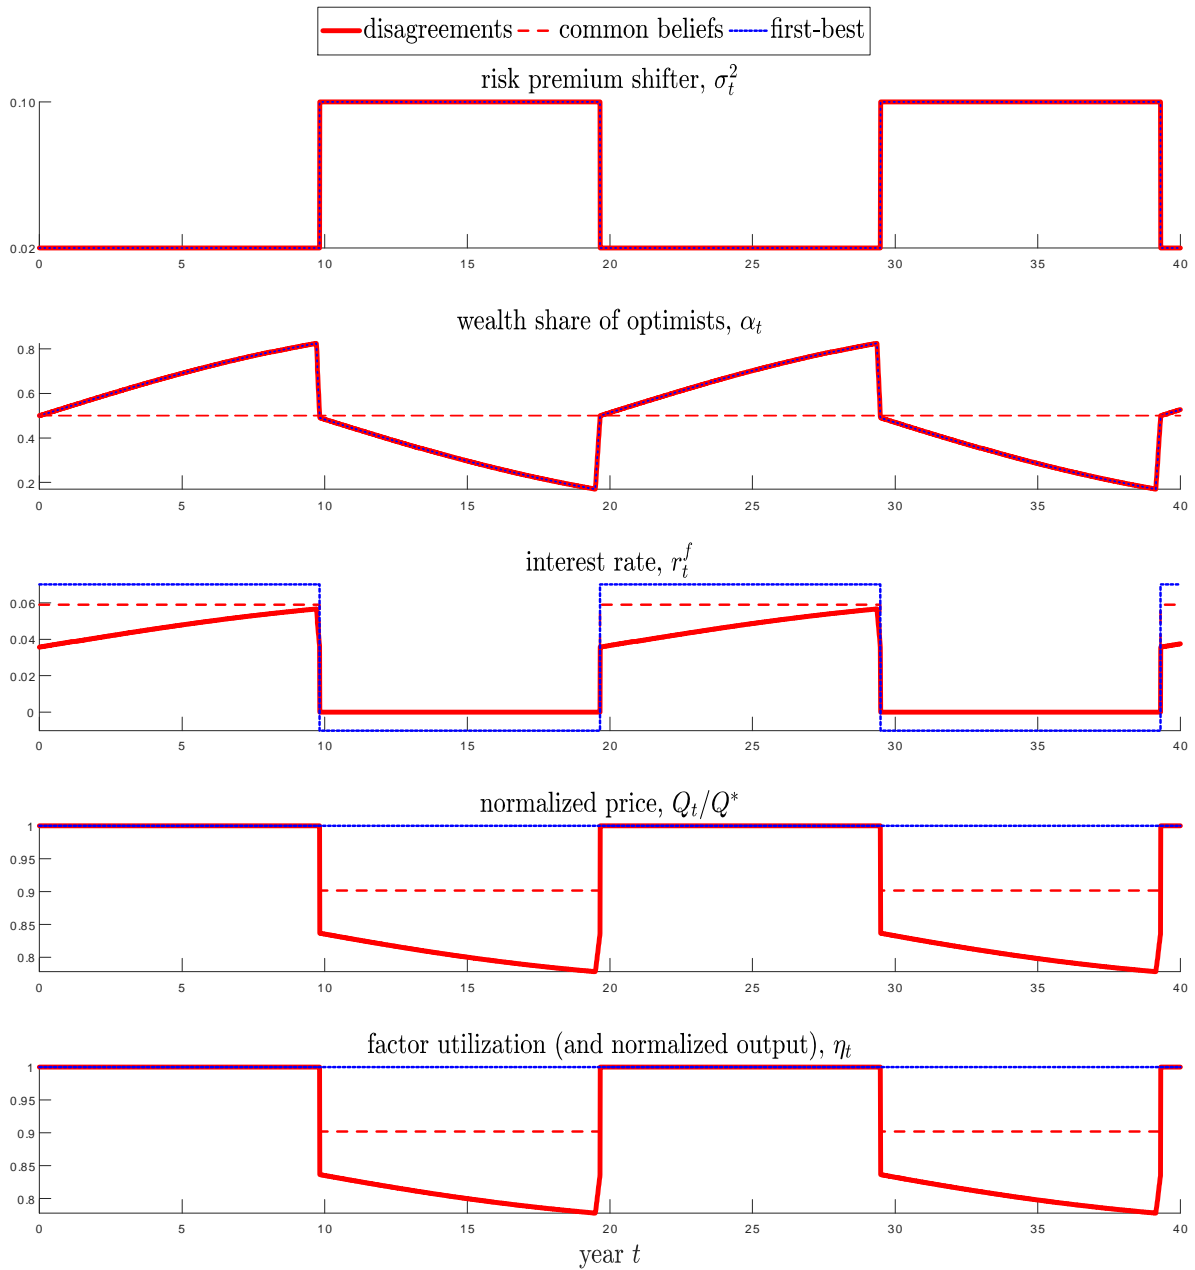 disagreements common beliefs first-best
risk premium shifter, σ_t^2
0.10
0.02
0 5 10 15 20 25 30 35 40
wealth share of optimists, α_t
0.8
0.6
0.4
0.2
0 5 10 15 20 25 30 35 40
interest rate, r_t^f
0.06
0.04
0.02
0
0 5 10 15 20 25 30 35 40
normalized price, Q_t/Q*
1
0.95
0.9
0.85
0.8
0 5 10 15 20 25 30 35 40
factor utilization (and normalized output), η_t
1
0.95
0.9
0.85
0.8
0 5 10 15 20 25 30 35 40
year t